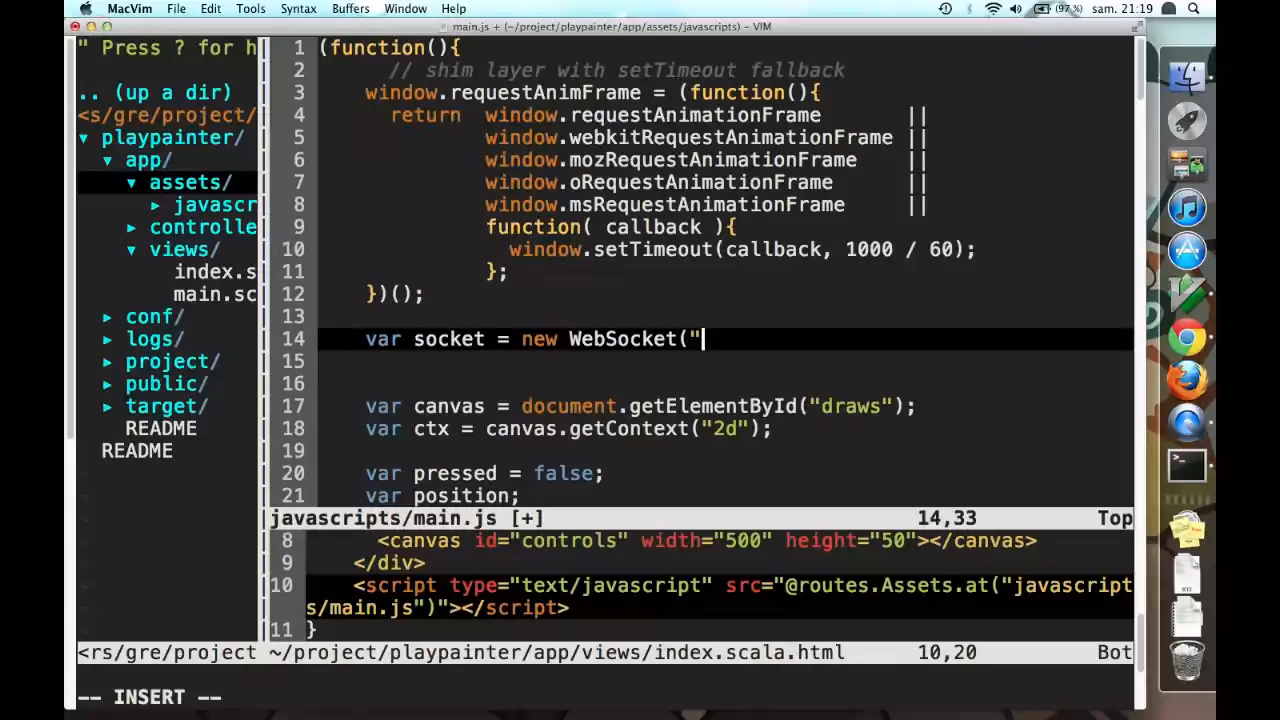 MacVim File Edit Tools Syntax Buffers Window Help (97%) sam. 21:19
main.js + (~/project/playpainter/app/assets/javascripts) – VIM
" Press ? for h
.. (up a dir)
<s/gre/project/
▼ playpainter/
▼ app/
▼ assets/
▶ javascr
▶ controlle
▼ views/
index.s
main.sc
▶ conf/
▶ logs/
▶ project/
▶ public/
▶ target/
README
README
1 (function(){
2 // shim layer with setTimeout fallback
3 window.requestAnimFrame = (function(){
4 return window.requestAnimationFrame ||
5 window.webkitRequestAnimationFrame ||
6 window.mozRequestAnimationFrame ||
7 window.oRequestAnimationFrame ||
8 window.msRequestAnimationFrame ||
9 function( callback ){
10 window.setTimeout(callback, 1000 / 60);
11 };
12 })();
13
14 var socket = new WebSocket("
15
16
17 var canvas = document.getElementById("draws");
18 var ctx = canvas.getContext("2d");
19
20 var pressed = false;
21 var position;
javascripts/main.js [+] 14,33 Top
8 <canvas id="controls" width="500" height="50"></canvas>
9 </div>
10 <script type="text/javascript" src="@routes.Assets.at("javascript
s/main.js")"></script>
11 }
<rs/gre/project ~/project/playpainter/app/views/index.scala.html 10,20 Bot
-- INSERT --